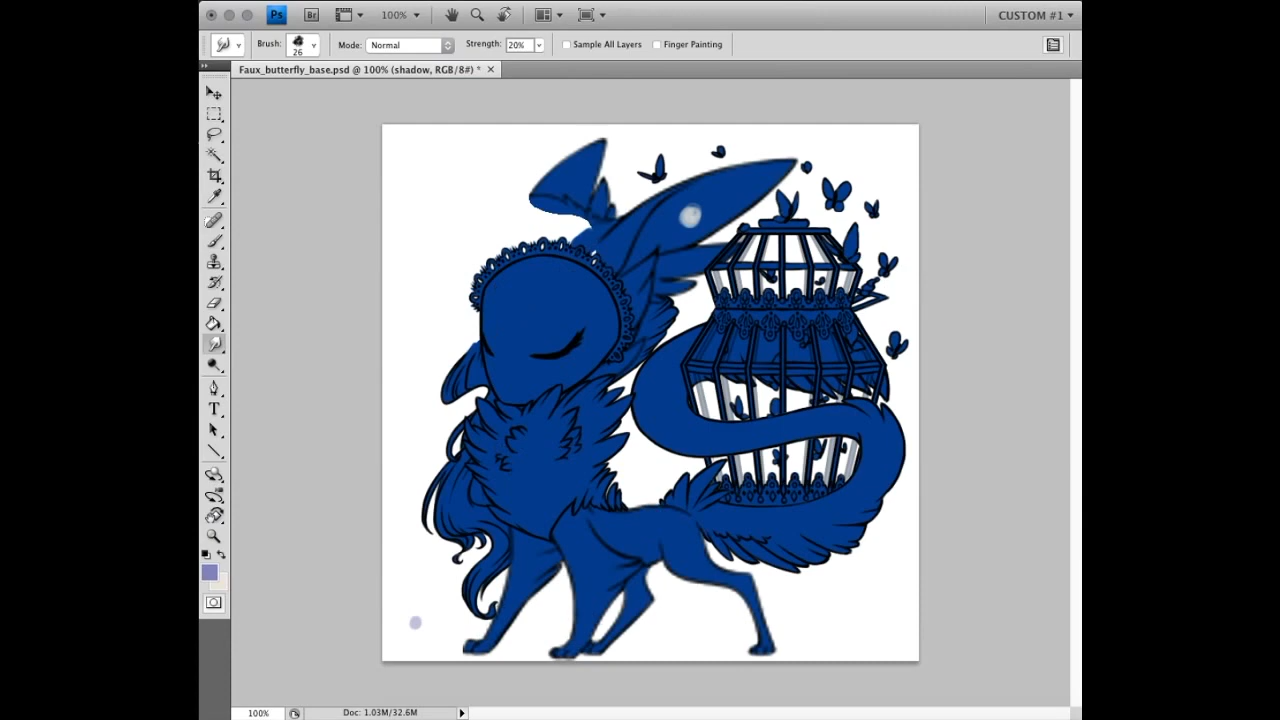 Ps Br 100% CUSTOM #1
Brush: 26 Mode: Normal Strength: 20% Sample All Layers Finger Painting
Faux_butterfly_base.psd @ 100% (shadow, RGB/8#) *
T
100% Doc: 1.03M/32.6M